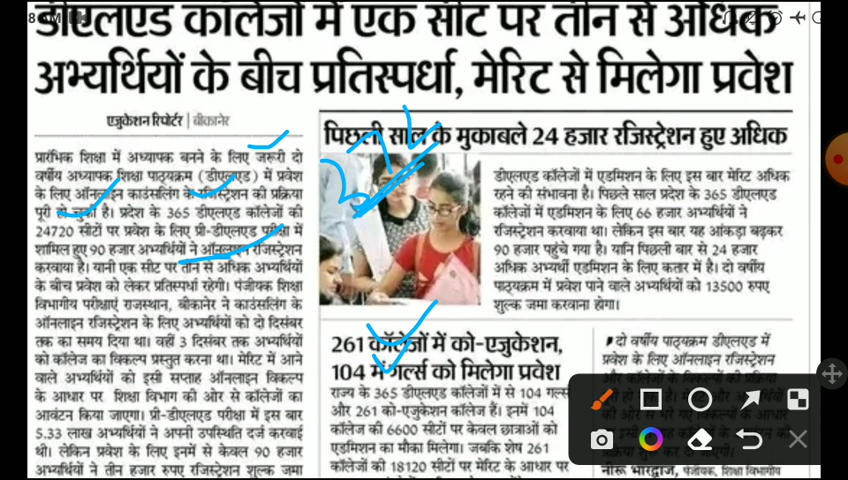 डीएलएड कॉलेजों में एक सीट पर तीन से अधिक
अभ्यर्थियों के बीच प्रतिस्पर्धा, मेरिट से मिलेगा प्रवेश
एजुकेशन रिपोर्टर | बीकानेर
प्रारंभिक शिक्षा में अध्यापक बनने के लिए जरूरी दो
वर्षीय अध्यापक शिक्षा पाठ्यक्रम (डीएलएड) में प्रवेश
के लिए ऑनलाइन काउंसलिंग के रजिस्ट्रेशन की प्रक्रिया
पूरी हो चुकी है। प्रदेश के 365 डीएलएड कॉलेजों की
24720 सीटों पर प्रवेश के लिए प्री-डीएलएड परीक्षा में
शामिल हुए 90 हजार अभ्यर्थियों ने ऑनलाइन रजिस्ट्रेशन
करवाया है। यानी एक सीट पर तीन से अधिक अभ्यर्थियों
के बीच प्रवेश को लेकर प्रतिस्पर्धा रहेगी। पंजीयक शिक्षा
विभागीय परीक्षाएं राजस्थान, बीकानेर ने काउंसलिंग के
ऑनलाइन रजिस्ट्रेशन के लिए अभ्यर्थियों को दो दिसंबर
तक का समय दिया था। वहीं 3 दिसंबर तक अभ्यर्थियों
को कॉलेज का विकल्प प्रस्तुत करना था। मेरिट में आने
वाले अभ्यर्थियों को इसी सप्ताह ऑनलाइन विकल्प
के आधार पर शिक्षा विभाग की ओर से कॉलेजों का
आवंटन किया जाएगा। प्री-डीएलएड परीक्षा में इस बार
5.33 लाख अभ्यर्थियों ने अपनी उपस्थिति दर्ज करवाई
थी। लेकिन प्रवेश के लिए इनमें से केवल 90 हजार
अभ्यर्थियों ने तीन हजार रुपए रजिस्ट्रेशन शुल्क जमा
पिछली साल के मुकाबले 24 हजार रजिस्ट्रेशन हुए अधिक
डीएलएड कॉलेजों में एडमिशन के लिए इस बार मेरिट अधिक
रहने की संभावना है। पिछले साल प्रदेश के 365 डीएलएड
कॉलेजों में एडमिशन के लिए 66 हजार अभ्यर्थियों ने
रजिस्ट्रेशन करवाया था। लेकिन इस बार यह आंकड़ा बढ़कर
90 हजार पहुंचे गया है। यानि पिछली बार से 24 हजार
अधिक अभ्यर्थी एडमिशन के लिए कतार में है। दो वर्षीय
पाठ्यक्रम में प्रवेश पाने वाले अभ्यर्थियों को 13500 रुपए
शुल्क जमा करवाना होगा।
261 कॉलेजों में को-एजुकेशन,
104 में गर्ल्स को मिलेगा प्रवेश
राज्य के 365 डीएलएड कॉलेजों में से 104 गर्ल्स
और 261 को-एजुकेशन कॉलेज हैं। इनमें 104
कॉलेज की 6600 सीटों पर केवल छात्राओं को
एडमिशन का मौका मिलेगा। जबकि शेष 261
कॉलेजों की 18120 सीटों पर मेरिट के आधार पर
दो वर्षीय पाठ्यक्रम डीएलएड में
प्रवेश के लिए ऑनलाइन रजिस्ट्रेशन
नीरू भारद्वाज, पंजीयक, शिक्षा विभागीय